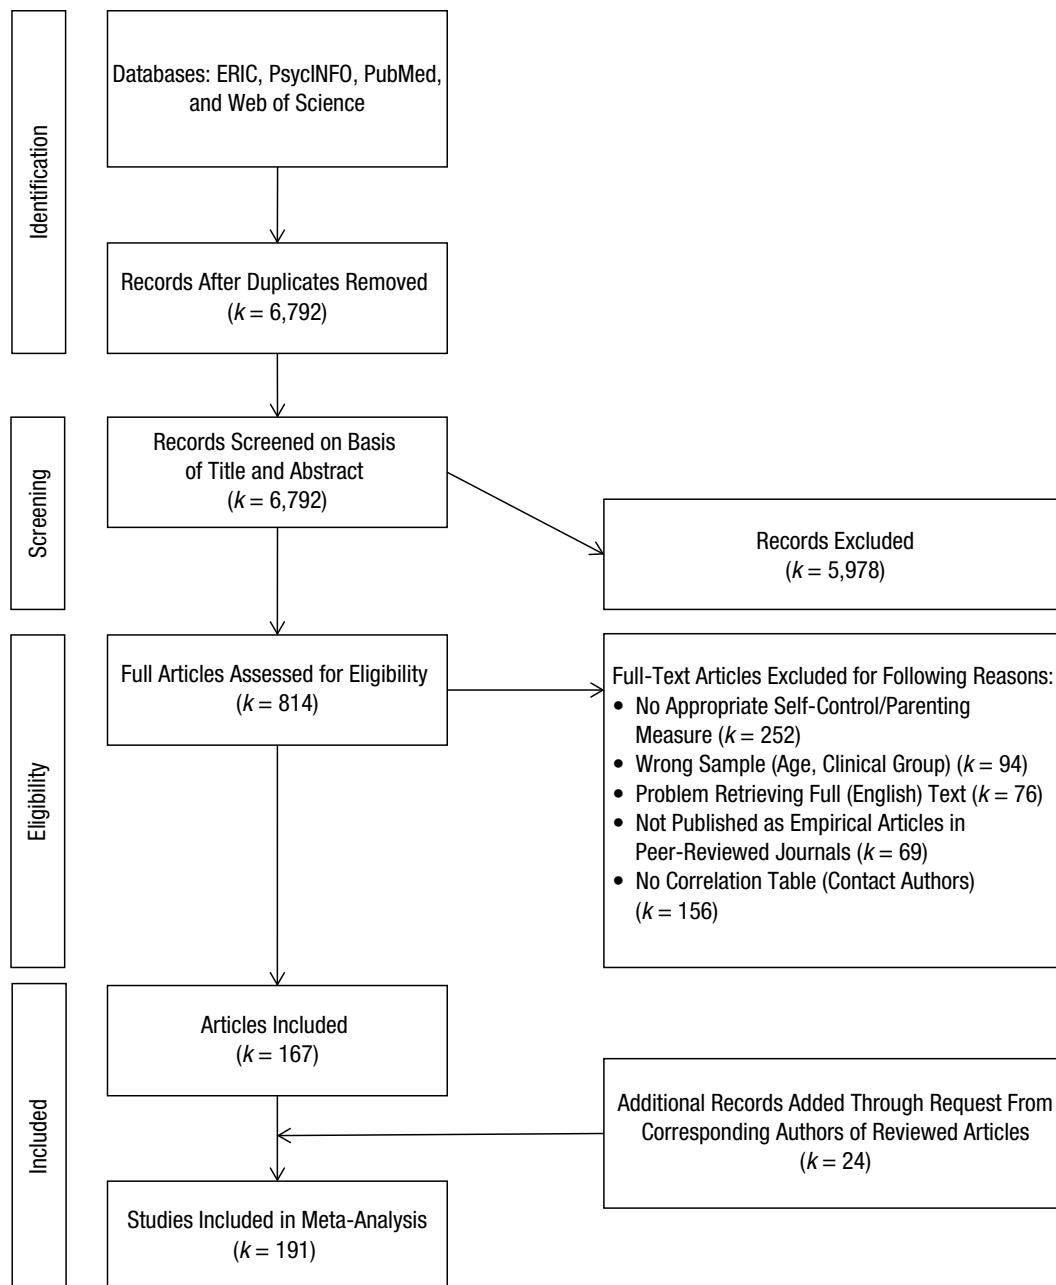 Identification
Databases: ERIC, PsycINFO, PubMed,
and Web of Science
Records After Duplicates Removed
(k = 6,792)
Screening
Records Screened on Basis
of Title and Abstract
(k = 6,792)
Records Excluded
(k = 5,978)
Eligibility
Full Articles Assessed for Eligibility
(k = 814)
Full-Text Articles Excluded for Following Reasons:
• No Appropriate Self-Control/Parenting
Measure (k = 252)
• Wrong Sample (Age, Clinical Group) (k = 94)
• Problem Retrieving Full (English) Text (k = 76)
• Not Published as Empirical Articles in
Peer-Reviewed Journals (k = 69)
• No Correlation Table (Contact Authors)
(k = 156)
Included
Articles Included
(k = 167)
Additional Records Added Through Request From
Corresponding Authors of Reviewed Articles
(k = 24)
Studies Included in Meta-Analysis
(k = 191)